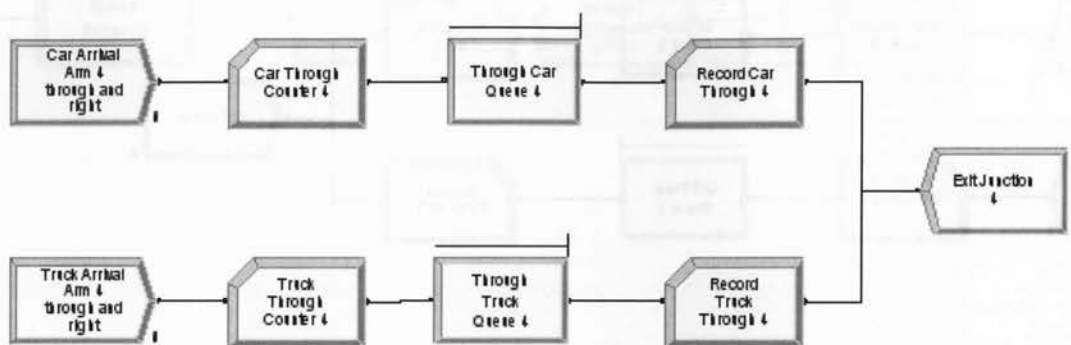 Car Arrival
Arm 4
through and
right
Car Through
Counter 4
Through Car
Queue 4
Record Car
Through 4
Exit Junction
4
Truck Arrival
Arm 4
through and
right
Truck
Through
Counter 4
Through
Truck
Queue 4
Record
Truck
Through 4